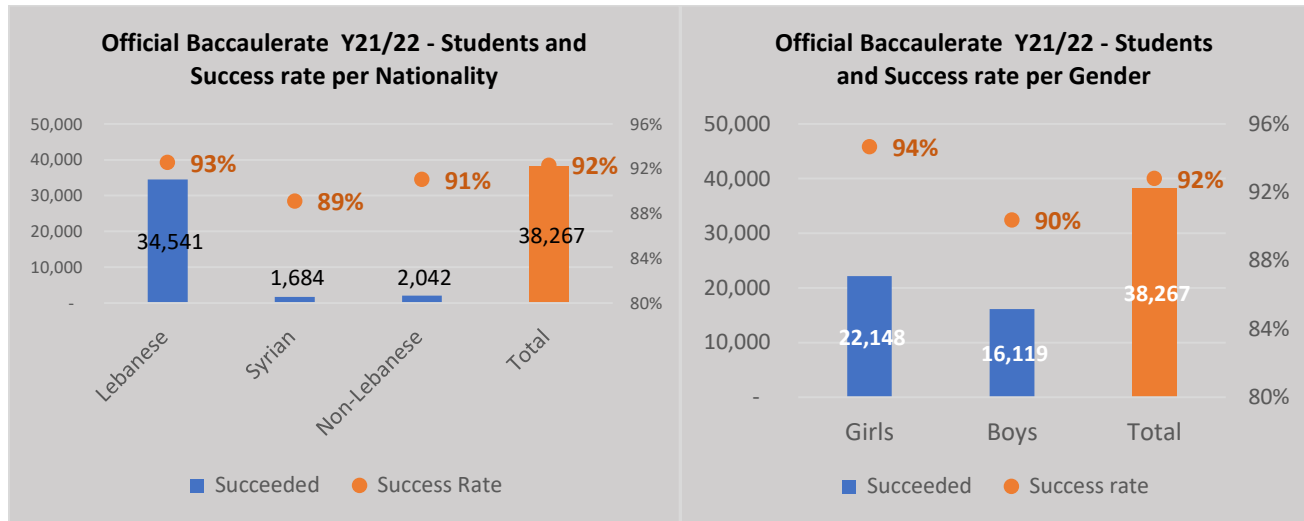 Official Baccaulerate Y21/22 - Students and
Success rate per Nationality
50,000
40,000
30,000
20,000
10,000
-
96%
92%
88%
84%
80%
93%
89%
91%
92%
34,541
1,684
2,042
38,267
Lebanese
Syrian
Non-Lebanese
Total
Succeeded
Success Rate
Official Baccaulerate Y21/22 - Students
and Success rate per Gender
50,000
40,000
30,000
20,000
10,000
-
96%
92%
88%
84%
80%
94%
90%
92%
22,148
16,119
38,267
Girls
Boys
Total
Succeeded
Success rate